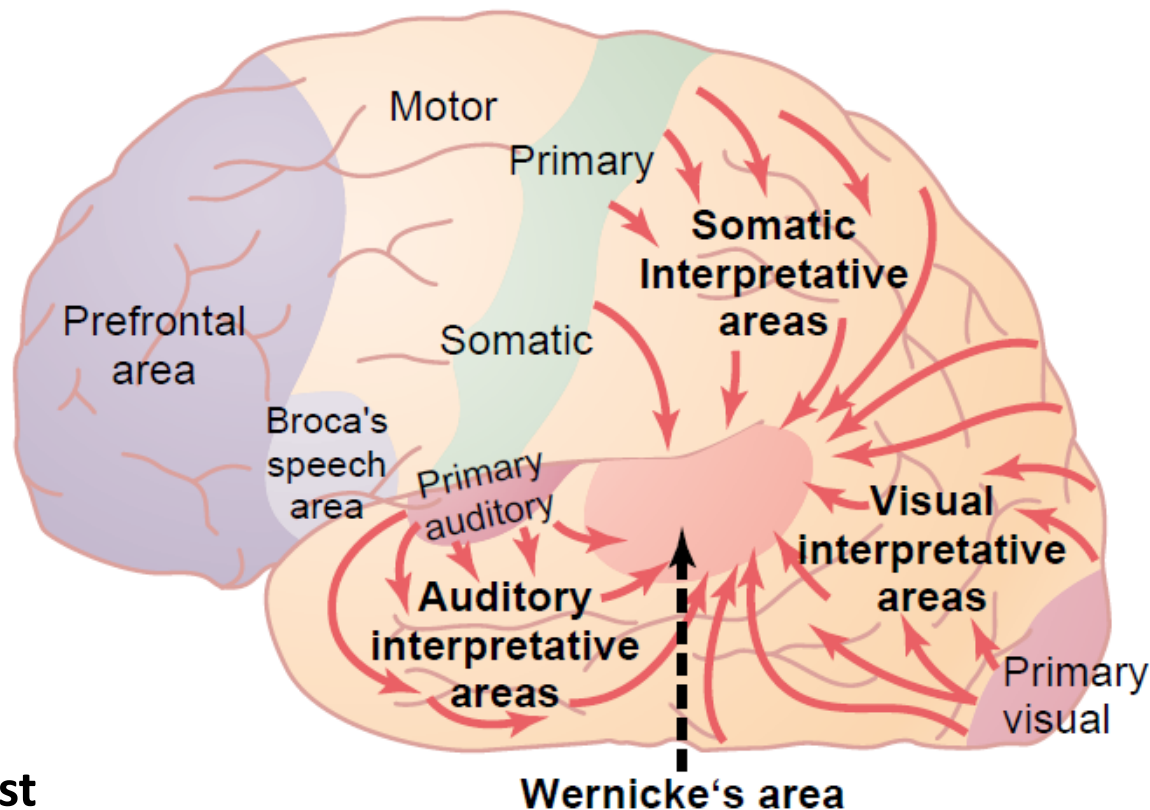 Motor
Primary
Somatic
Interpretative
areas
Prefrontal
area
Somatic
Broca's
speech
area
Primary
auditory
Visual
interpretative
areas
Auditory
interpretative
areas
Primary
visual
st
Wernicke‘s area